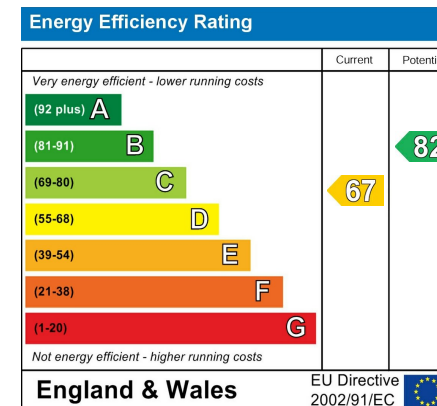 Energy Efficiency Rating
Current Potenti
Very energy efficient - lower running costs
(92 plus) A
(81-91) B
82
(69-80) C
67
(55-68) D
(39-54) E
(21-38) F
(1-20) G
Not energy efficient - higher running costs
England & Wales
EU Directive
2002/91/EC